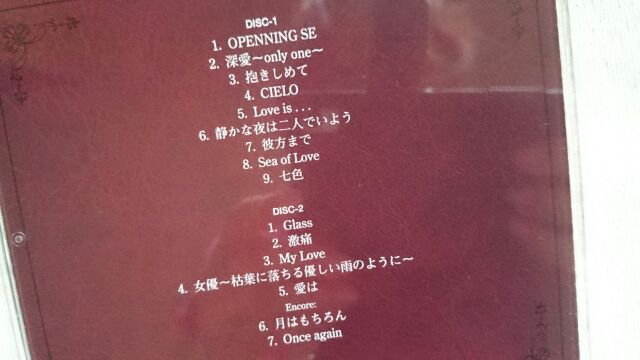 DISC-1
1. OPENNING SE
2. 深愛〜only one〜
3. 抱きしめて
4. CIELO
5. Love is . . .
6. 静かな夜は二人でいよう
7. 彼方まで
8. Sea of Love
9. 七色
DISC-2
1. Glass
2. 激痛
3. My Love
4. 女優〜枯葉に落ちる優しい雨のように〜
5. 愛は
Encore:
6. 月はもちろん
7. Once again